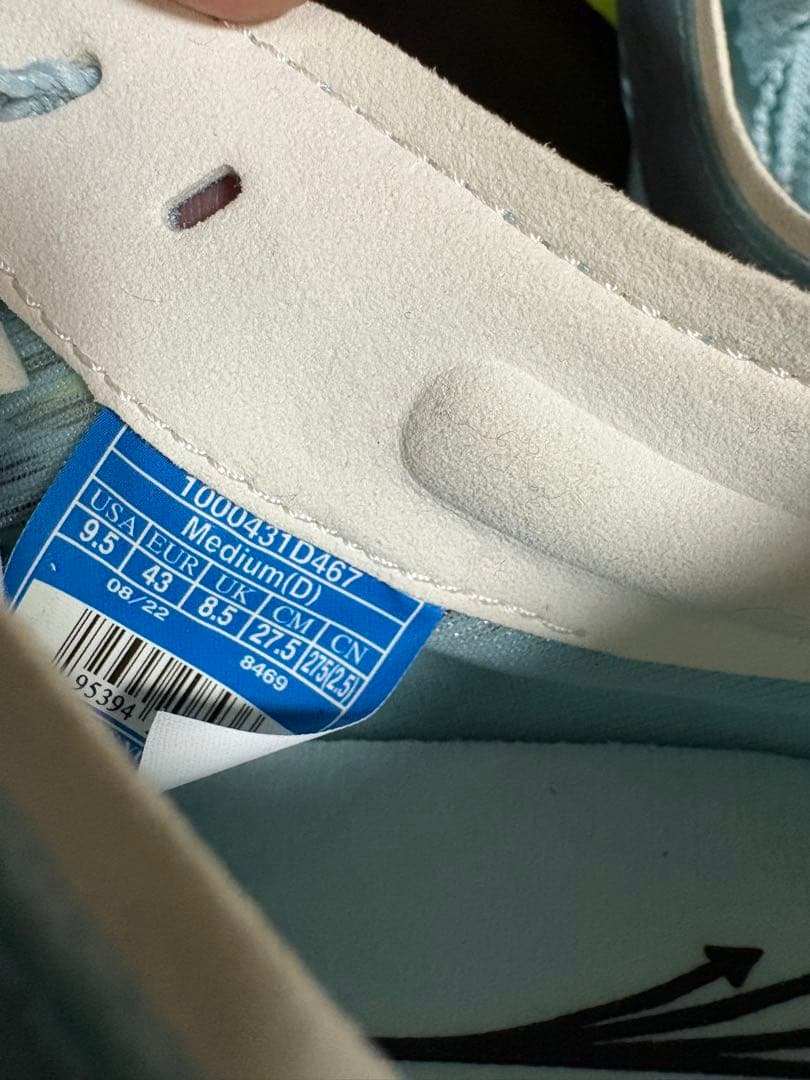 1000431D467
Medium(D)
USA EUR UK CM CN
9.5 43 8.5 27.5 275(2.5)
08/22 8469
95394